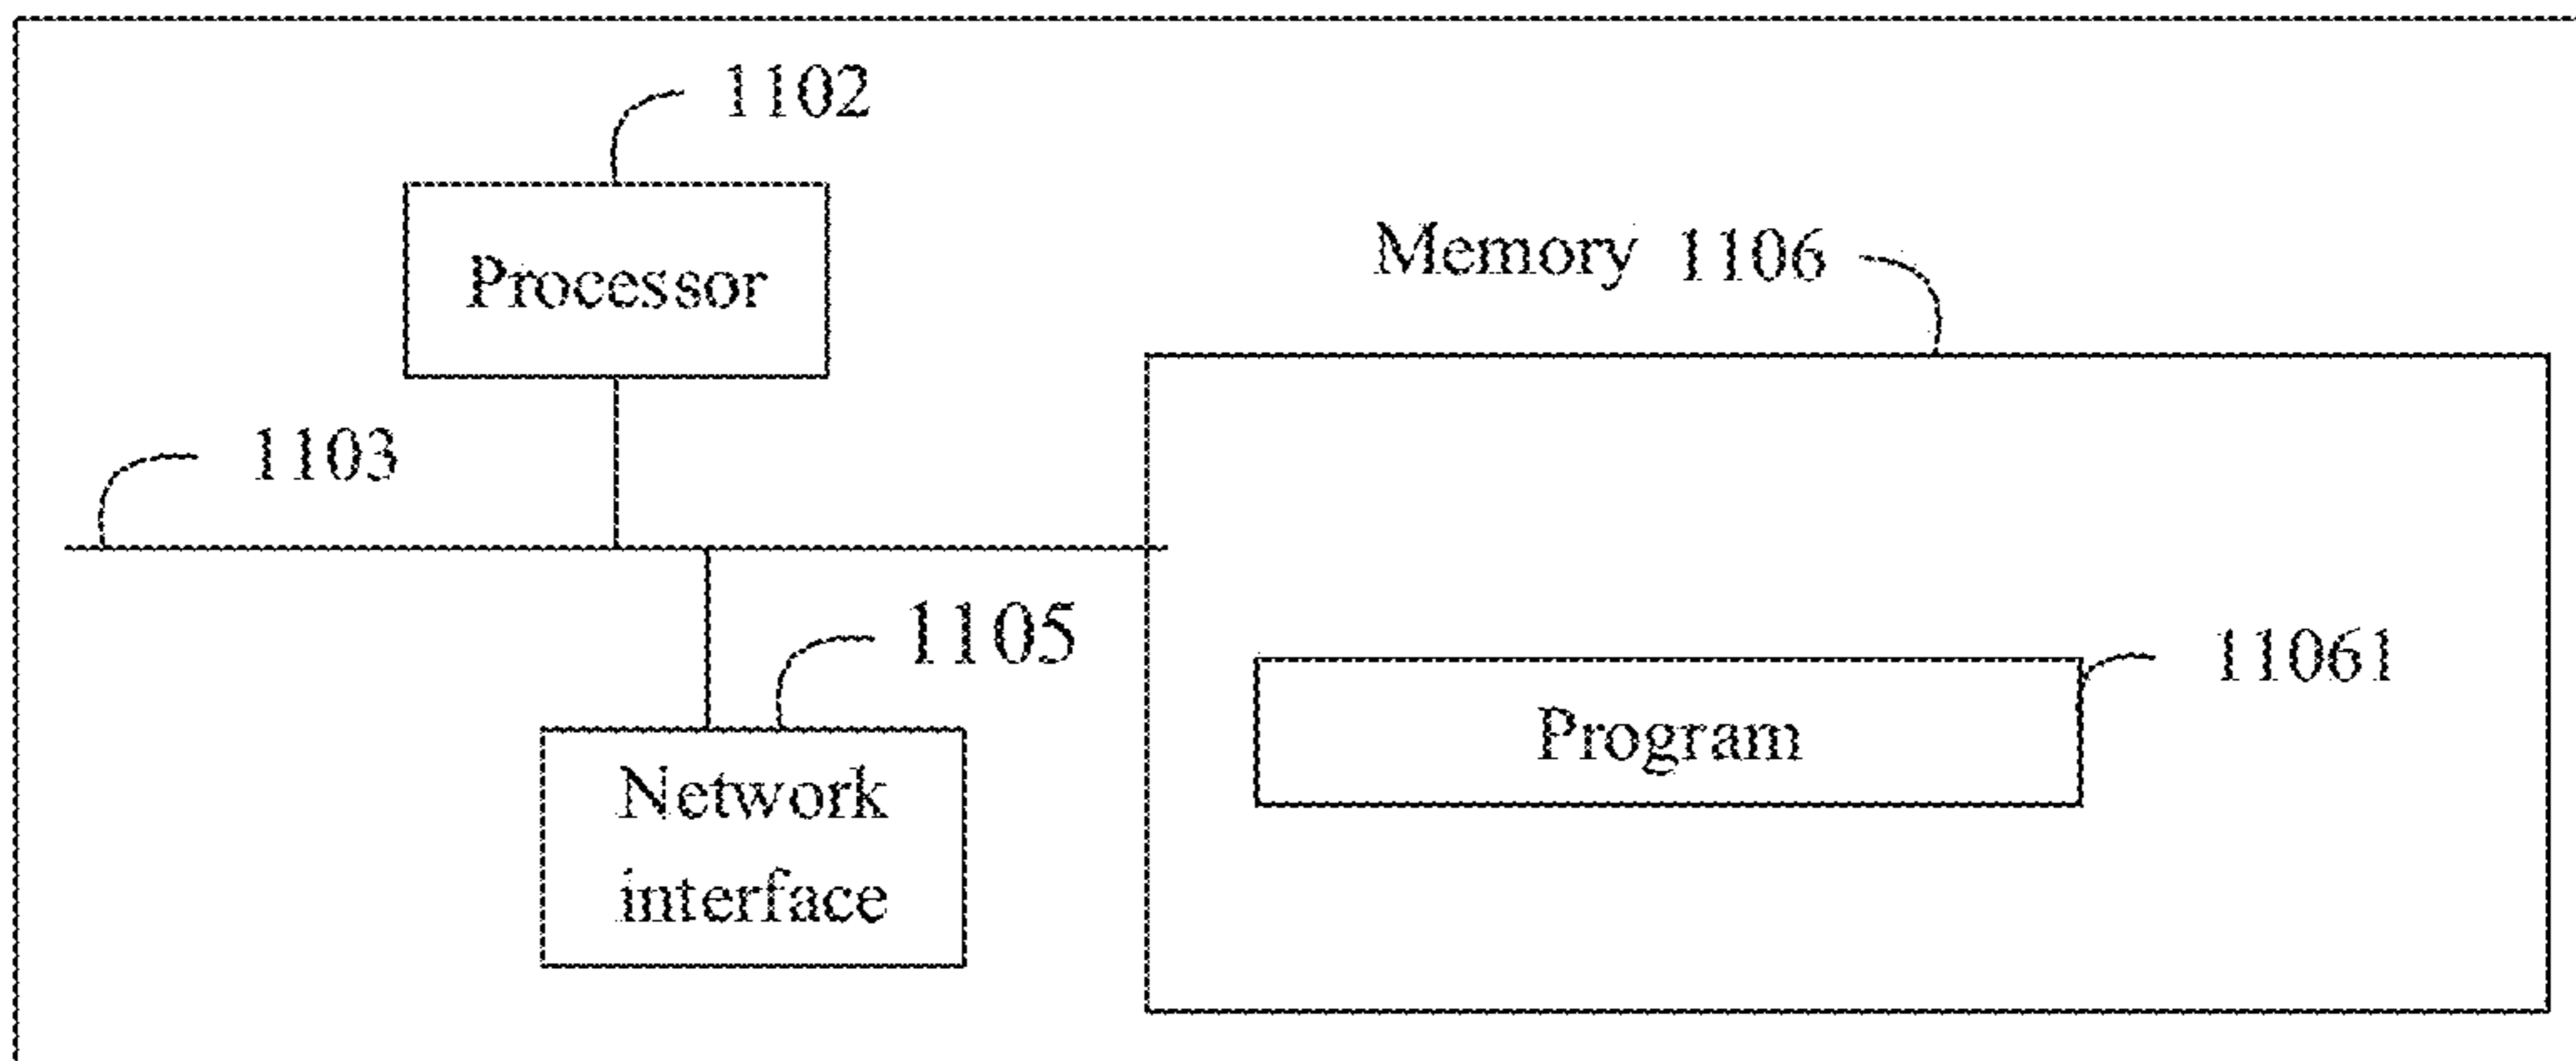 1102
Processor
Memory 1106
1103
1105
11061
Program
Network
interface